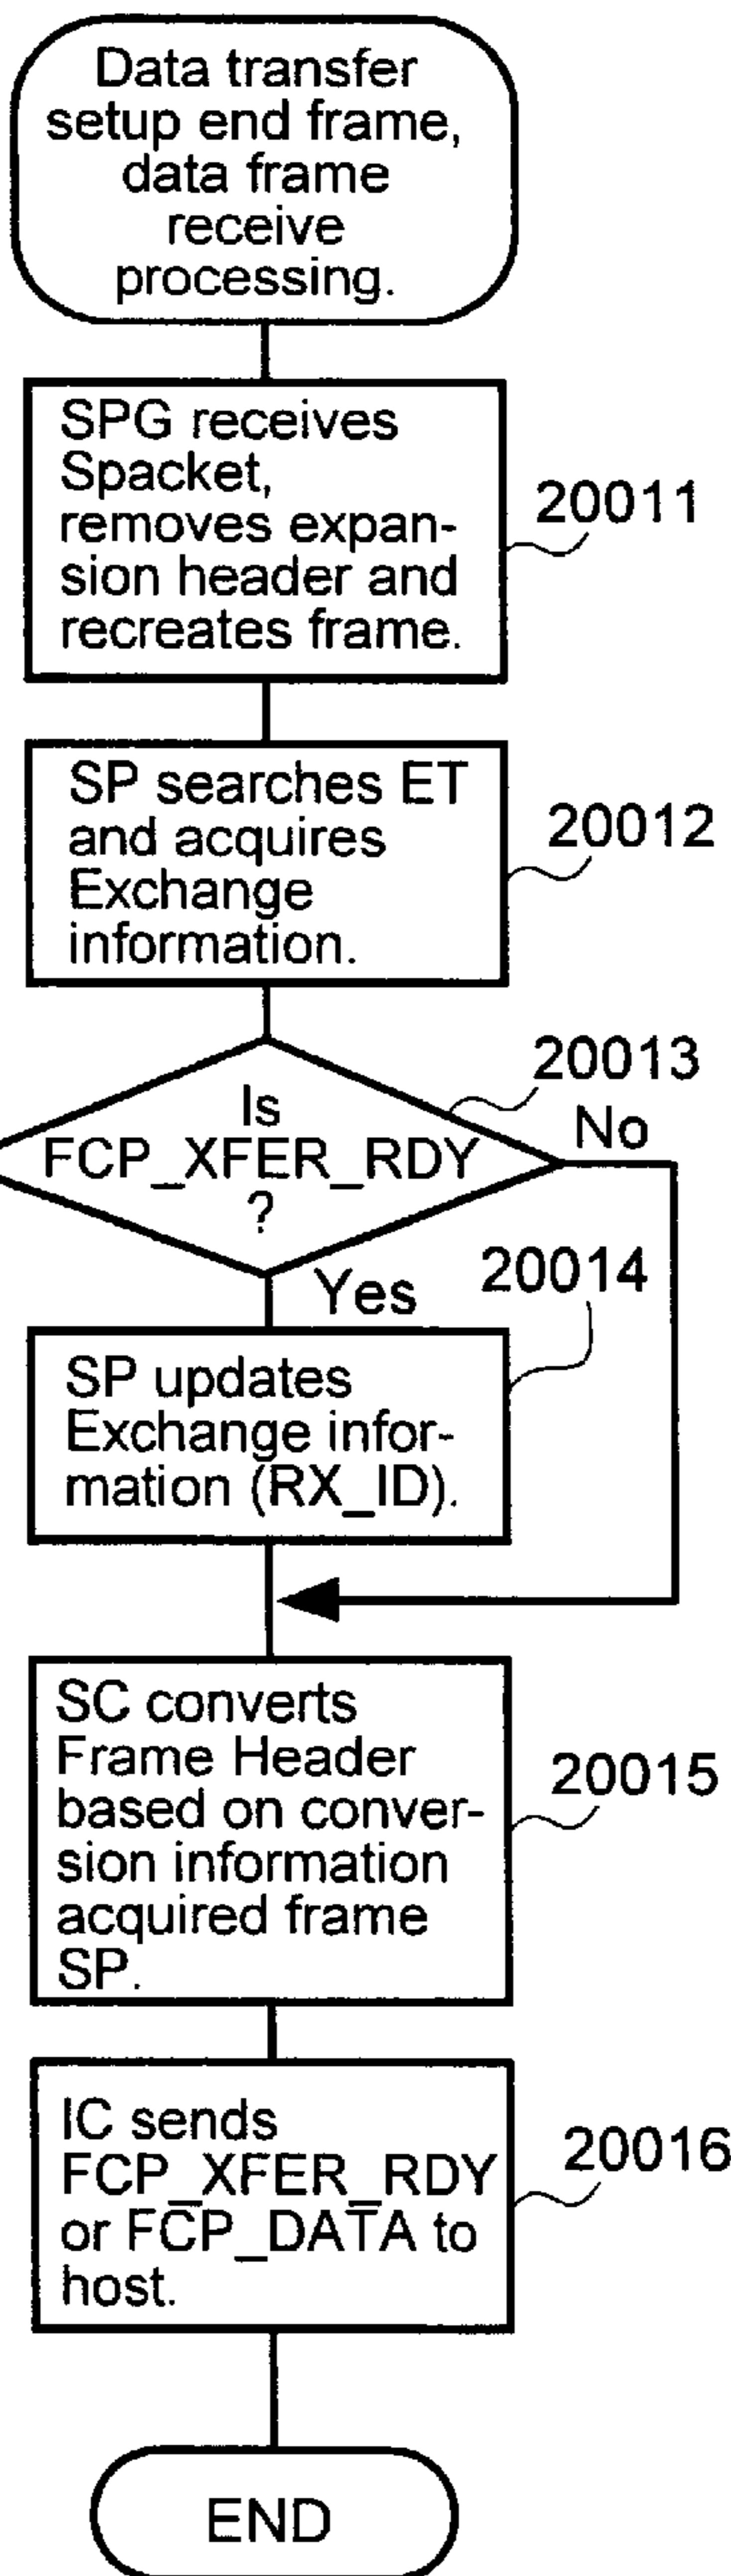 Data transfer
setup end frame,
data frame
receive
processing.
SPG receives
Spacket,
removes expan-
sion header and
recreates frame.
20011
SP searches ET
and acquires
Exchange
information.
20012
20013
Is
FCP_XFER_RDY
?
No
Yes
20014
SP updates
Exchange infor-
mation (RX_ID).
SC converts
Frame Header
based on conver-
sion information
acquired frame
SP.
20015
IC sends
FCP_XFER_RDY
or FCP_DATA to
host.
20016
END